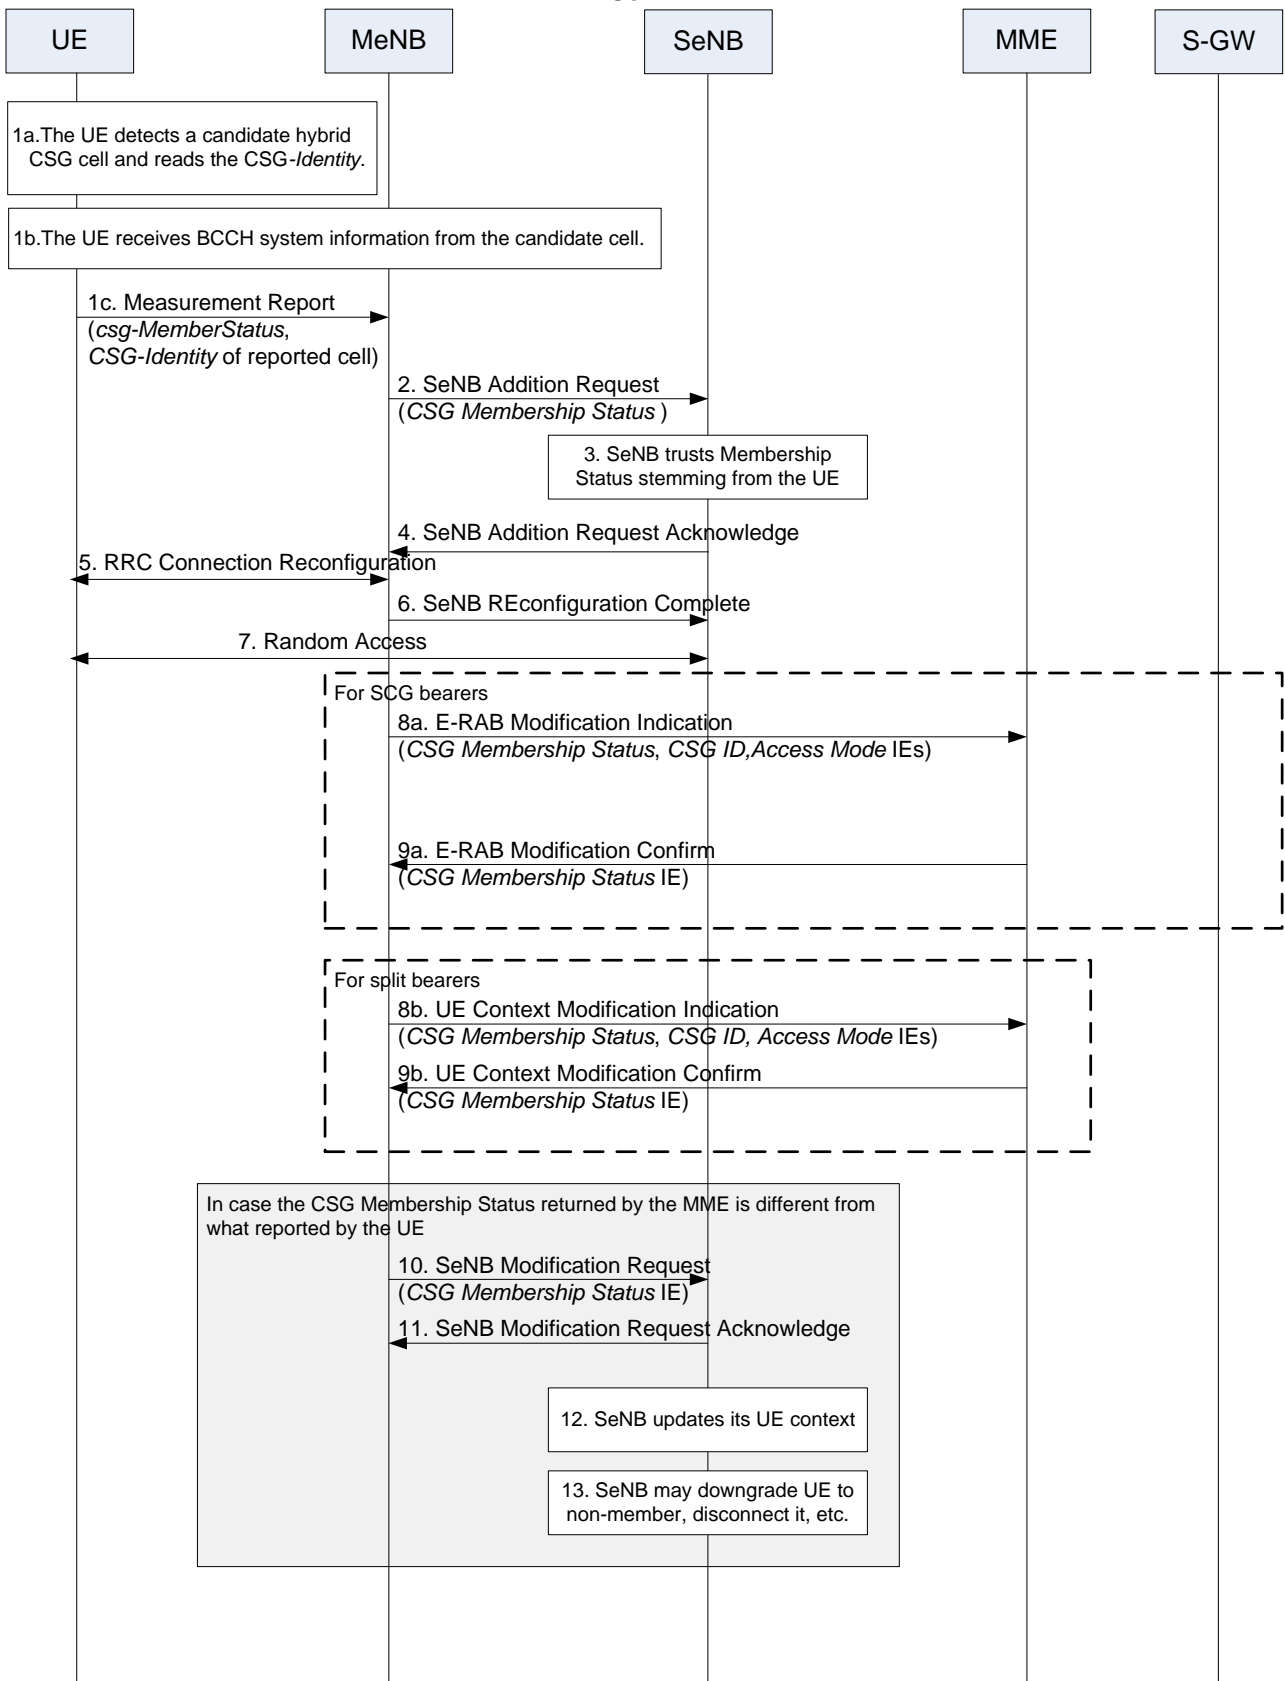 UE
MeNB
SeNB
MME
S-GW
1a.The UE detects a candidate hybrid
CSG cell and reads the CSG-Identity.
1b.The UE receives BCCH system information from the candidate cell.
1c. Measurement Report
(csg-MemberStatus,
CSG-Identity of reported cell)
2. SeNB Addition Request
(CSG Membership Status )
3. SeNB trusts Membership
Status stemming from the UE
4. SeNB Addition Request Acknowledge
5. RRC Connection Reconfiguration
6. SeNB REconfiguration Complete
7. Random Access
For SCG bearers
8a. E-RAB Modification Indication
(CSG Membership Status, CSG ID,Access Mode IEs)
9a. E-RAB Modification Confirm
(CSG Membership Status IE)
For split bearers
8b. UE Context Modification Indication
(CSG Membership Status, CSG ID, Access Mode IEs)
9b. UE Context Modification Confirm
(CSG Membership Status IE)
In case the CSG Membership Status returned by the MME is different from
what reported by the UE
10. SeNB Modification Request
(CSG Membership Status IE)
11. SeNB Modification Request Acknowledge
12. SeNB updates its UE context
13. SeNB may downgrade UE to
non-member, disconnect it, etc.